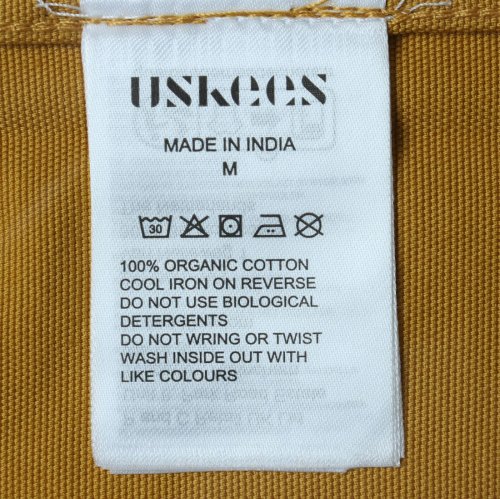 USKEES
MADE IN INDIA
M
30
100% ORGANIC COTTON
COOL IRON ON REVERSE
DO NOT USE BIOLOGICAL
DETERGENTS
DO NOT WRING OR TWIST
WASH INSIDE OUT WITH
LIKE COLOURS